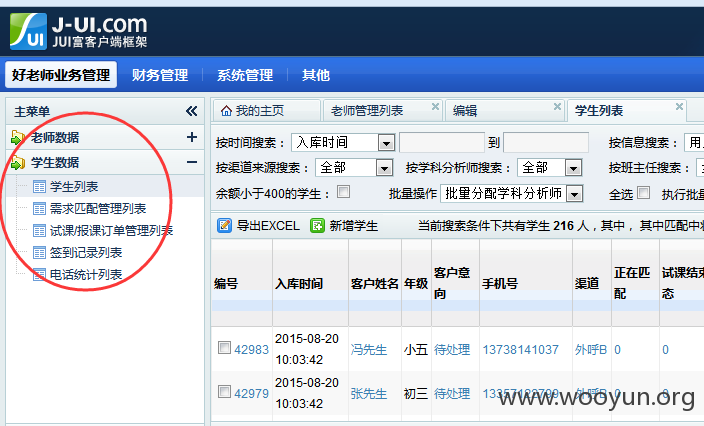 J-UI.com
JUI富客户端框架
好老师业务管理 财务管理 系统管理 其他
主菜单
老师数据
学生数据
学生列表
需求匹配管理列表
试课/报课订单管理列表
签到记录列表
电话统计列表
我的主页 老师管理列表 编辑 学生列表
按时间搜索： 入库时间 到 按信息搜索： 用
按渠道来源搜索： 全部 按学科分析师搜索： 全部 按班主任搜索：
余额小于400的学生： 批量操作 批量分配学科分析师 全选 执行批
导出EXCEL 新增学生 当前搜索条件下共有学生 216 人，其中， 其中匹配中
编号 入库时间 客户姓名 年级 客户意向 手机号 渠道 正在匹配 试课结束 态
42983 2015-08-20 10:03:42 冯先生 小五 待处理 13738141037 外呼B 0 0
42979 2015-08-20 10:03:42 张先生 初三 待处理 外呼B 0 0
www.wooyun.org